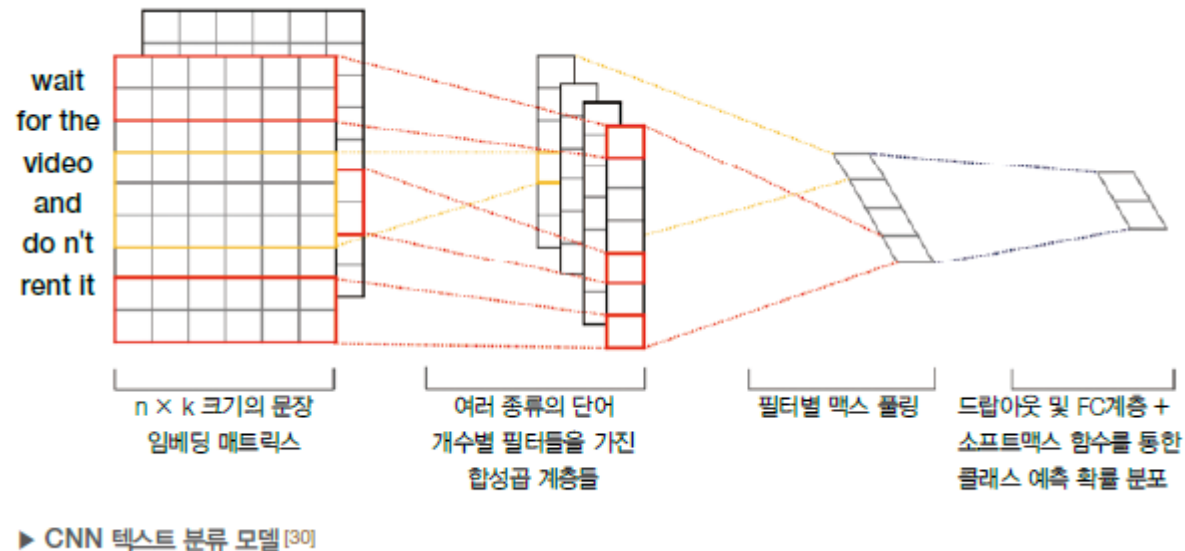 wait
for the
video
and
do n't
rent it
n × k 크기의 문장
임베딩 매트릭스
여러 종류의 단어
개수별 필터들을 가진
합성곱 계층들
필터별 맥스 풀링
드랍아웃 및 FC계층 +
소프트맥스 함수를 통한
클래스 예측 확률 분포
▶ CNN 텍스트 분류 모델 [30]